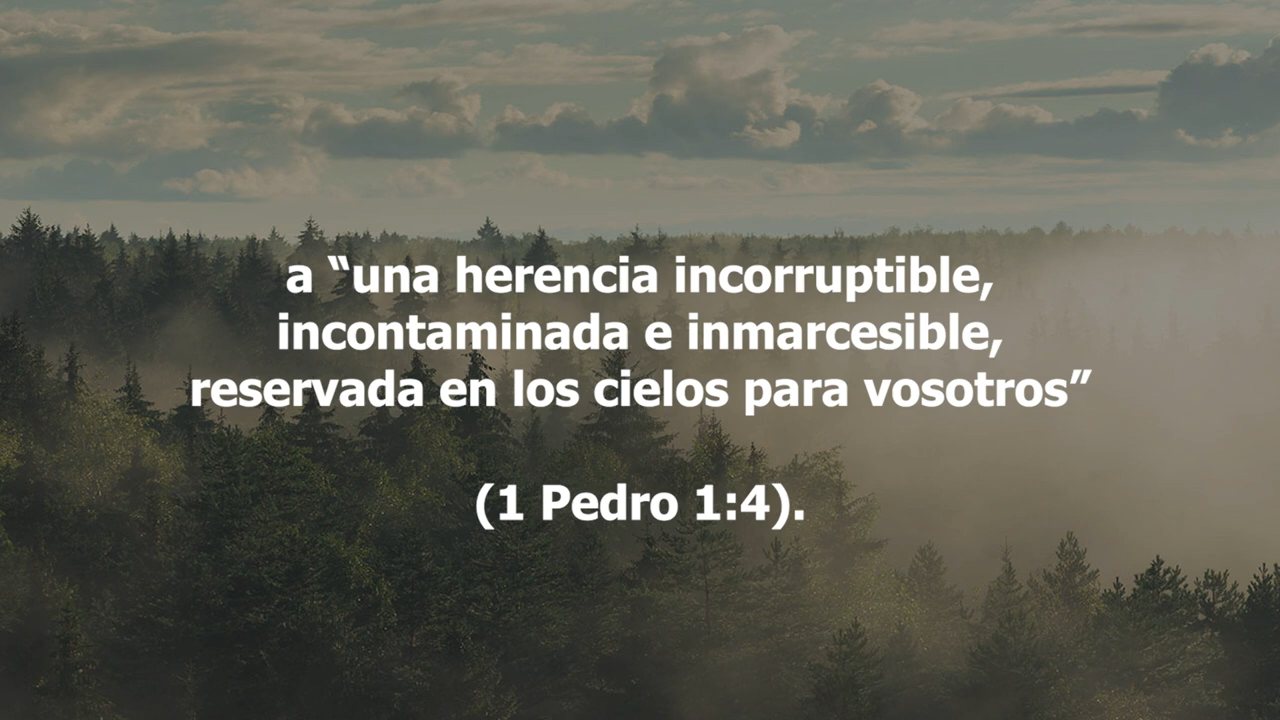 a “una herencia incorruptible,
incontaminada e inmarcesible,
reservada en los cielos para vosotros”
(1 Pedro 1:4).